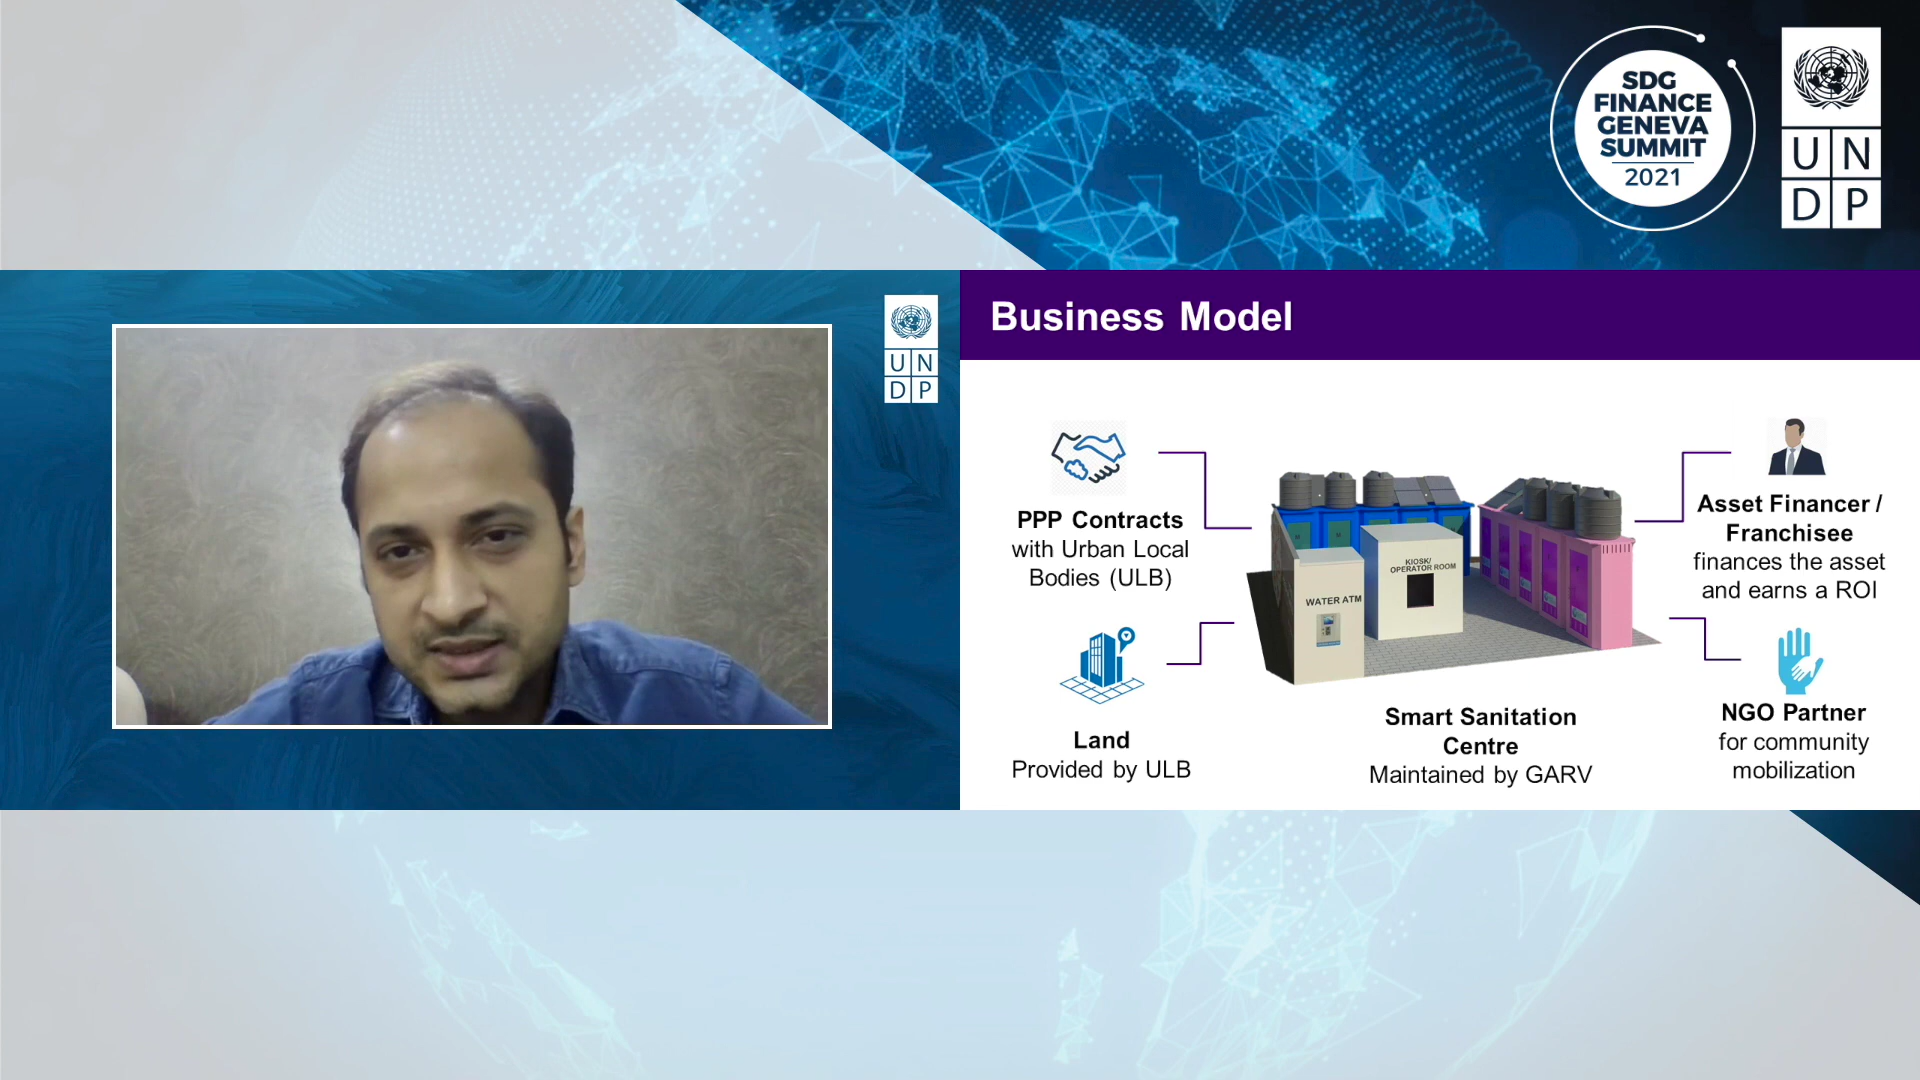 SDG
FINANCE
GENEVA
SUMMIT
2021
U N
D P
U N
D P
Business Model
PPP Contracts
with Urban Local
Bodies (ULB)
Land
Provided by ULB
KIOSK/
OPERATOR ROOM
WATER ATM
Smart Sanitation
Centre
Maintained by GARV
Asset Financer /
Franchisee
finances the asset
and earns a ROI
NGO Partner
for community
mobilization